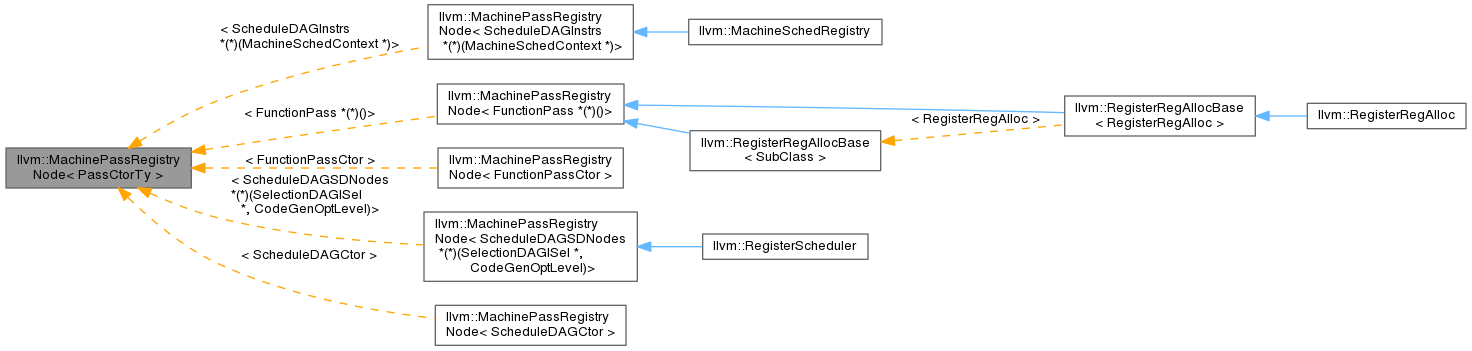 < ScheduleDAGInstrs
*(*)(MachineSchedContext *)>
llvm::MachinePassRegistry
Node< ScheduleDAGInstrs
*(*)(MachineSchedContext *)>
llvm::MachineSchedRegistry
< FunctionPass *(*)()>
llvm::MachinePassRegistry
Node< FunctionPass *(*)()>
< RegisterRegAlloc >
llvm::RegisterRegAllocBase
< RegisterRegAlloc >
llvm::RegisterRegAlloc
llvm::RegisterRegAllocBase
< SubClass >
llvm::MachinePassRegistry
Node< PassCtorTy >
< FunctionPassCtor >
llvm::MachinePassRegistry
Node< FunctionPassCtor >
< ScheduleDAGSDNodes
*(*)(SelectionDAGISel
*, CodeGenOptLevel)>
llvm::MachinePassRegistry
Node< ScheduleDAGSDNodes
*(*)(SelectionDAGISel *,
CodeGenOptLevel)>
llvm::RegisterScheduler
< ScheduleDAGCtor >
llvm::MachinePassRegistry
Node< ScheduleDAGCtor >